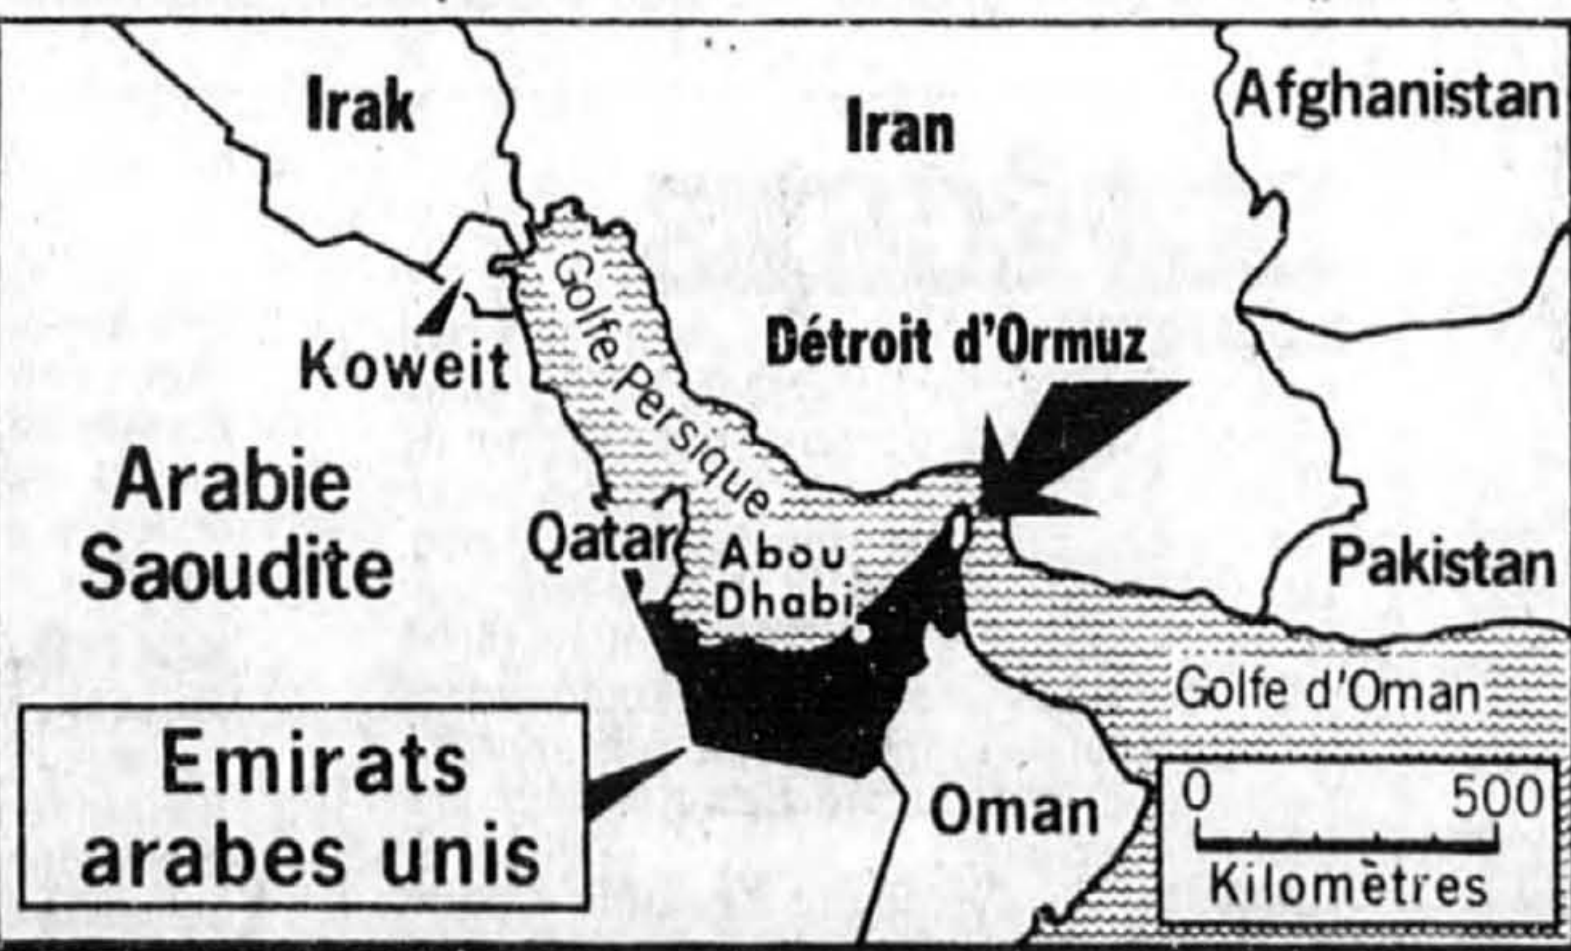 Irak
Iran
Afghanistan
Golfe Persique
Détroit d'Ormuz
Koweit
Arabie
Saoudite
Qatar
Abou
Dhabi
Pakistan
Golfe d'Oman
Emirats
arabes unis
Oman
0 500
Kilomètres